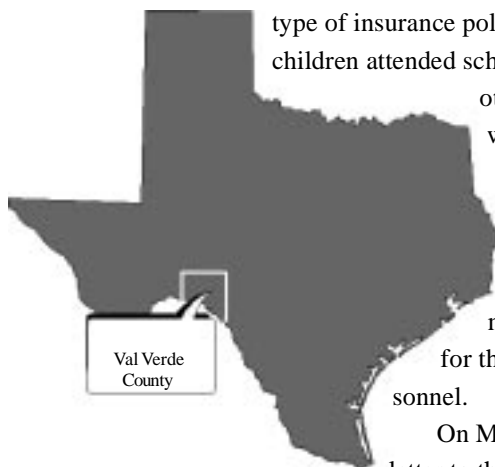 type of insurance pol
children attended sch
for th
sonnel.
On M
Val Verde
County